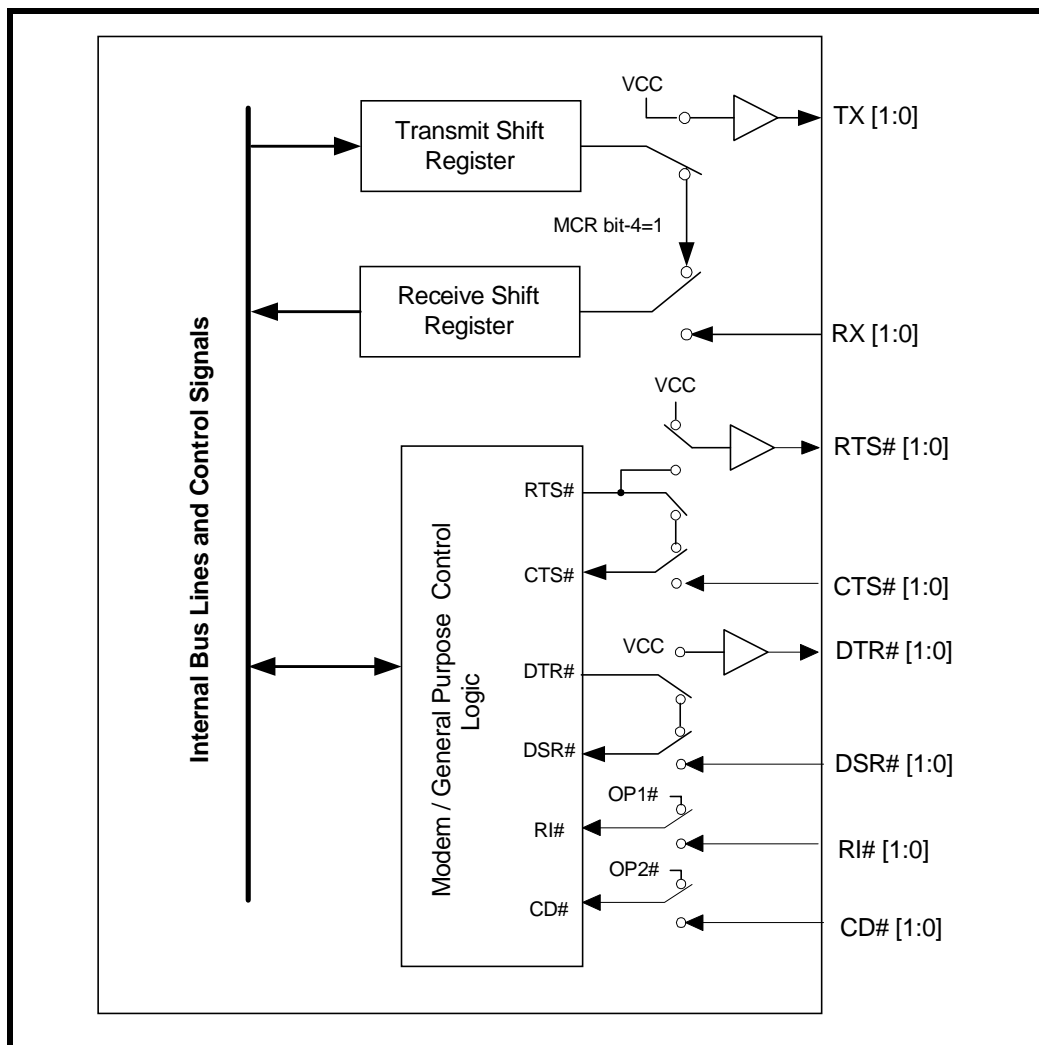 VCC
TX [1:0]
Transmit Shift
Register
MCR bit-4=1
Receive Shift
Register
RX [1:0]
Internal Bus Lines and Control Signals
VCC
RTS# [1:0]
RTS#
CTS#
CTS# [1:0]
Modem / General Purpose Control
Logic
VCC
DTR# [1:0]
DTR#
DSR#
DSR# [1:0]
OP1#
RI#
RI# [1:0]
OP2#
CD#
CD# [1:0]